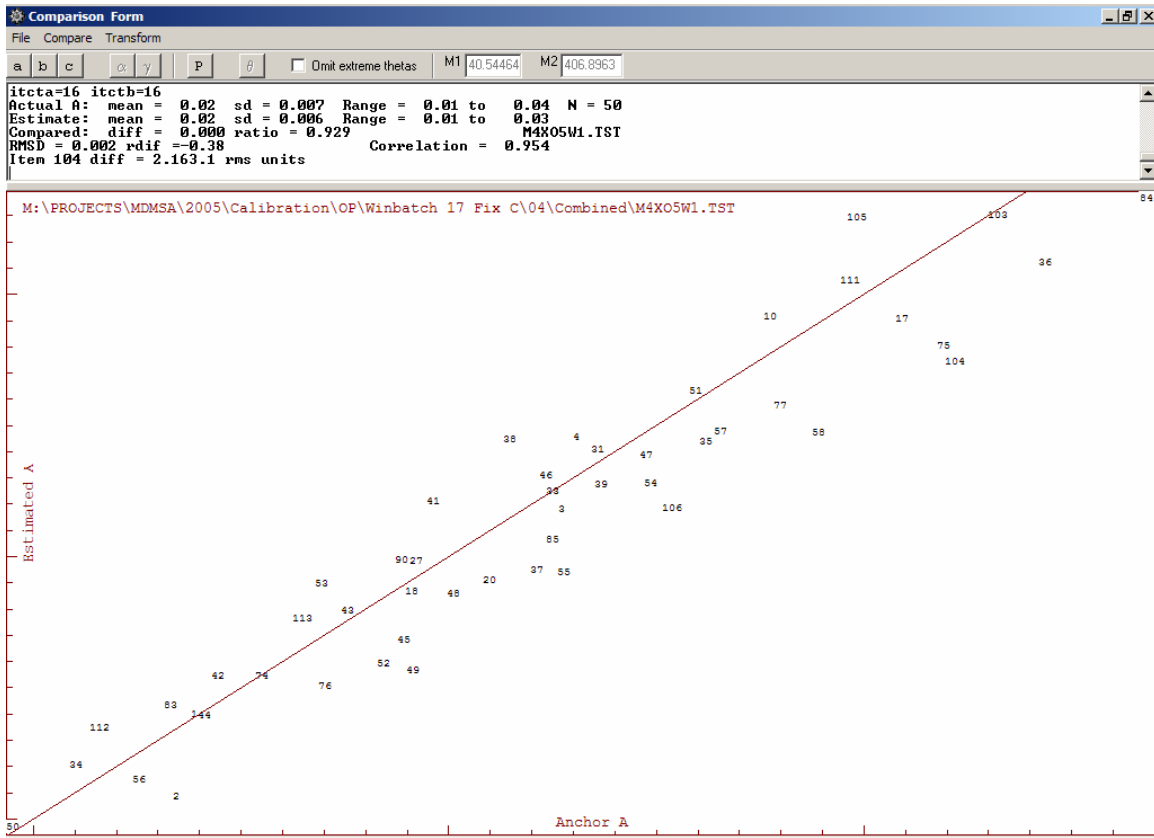 Comparison Form
File Compare Transform
a b c α γ P θ Omit extreme thetas M1 40.54464 M2 406.8963
itcta=16 itctb=16
Actual A: mean = 0.02 sd = 0.007 Range = 0.01 to 0.04 N = 50
Estimate: mean = 0.02 sd = 0.006 Range = 0.01 to 0.03
Compared: diff = 0.000 ratio = 0.929 M4XO5W1.TST
RMSD = 0.002 rdif =-0.38 Correlation = 0.954
Item 104 diff = 2.163.1 rms units
84
M:\PROJECTS\MDMSA\2005\Calibration\OP\Winbatch 17 Fix C\04\Combined\M4XO5W1.TST
105 103
36
111
10 17
75
104
51
77
38 4 57 58
31 35
47
46
33 39 54
41
3 106
85
90 27
37 55
53 20
18 48
43
113
45
52 49
42 74
76
83
144
112
34
56
2
50
Estimated A
Anchor A